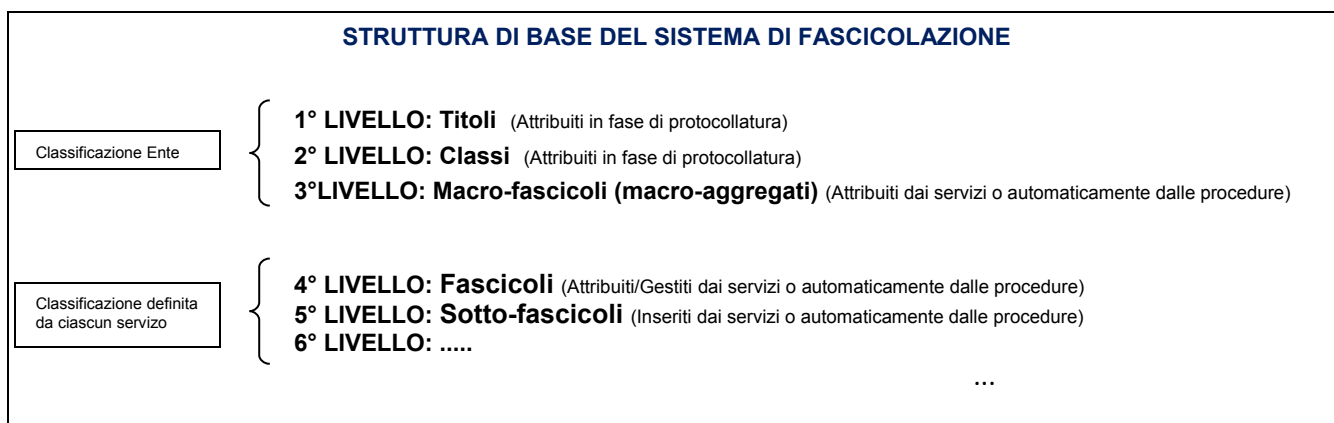 STRUTTURA DI BASE DEL SISTEMA DI FASCICOLAZIONE
Classificazione Ente
1° LIVELLO: Titoli (Attribuiti in fase di protocollatura)
2° LIVELLO: Classi (Attribuiti in fase di protocollatura)
3°LIVELLO: Macro-fascicoli (macro-aggregati) (Attribuiti dai servizi o automaticamente dalle procedure)
Classificazione definita
da ciascun servizo
4° LIVELLO: Fascicoli (Attribuiti/Gestiti dai servizi o automaticamente dalle procedure)
5° LIVELLO: Sotto-fascicoli (Inseriti dai servizi o automaticamente dalle procedure)
6° LIVELLO: .....
...